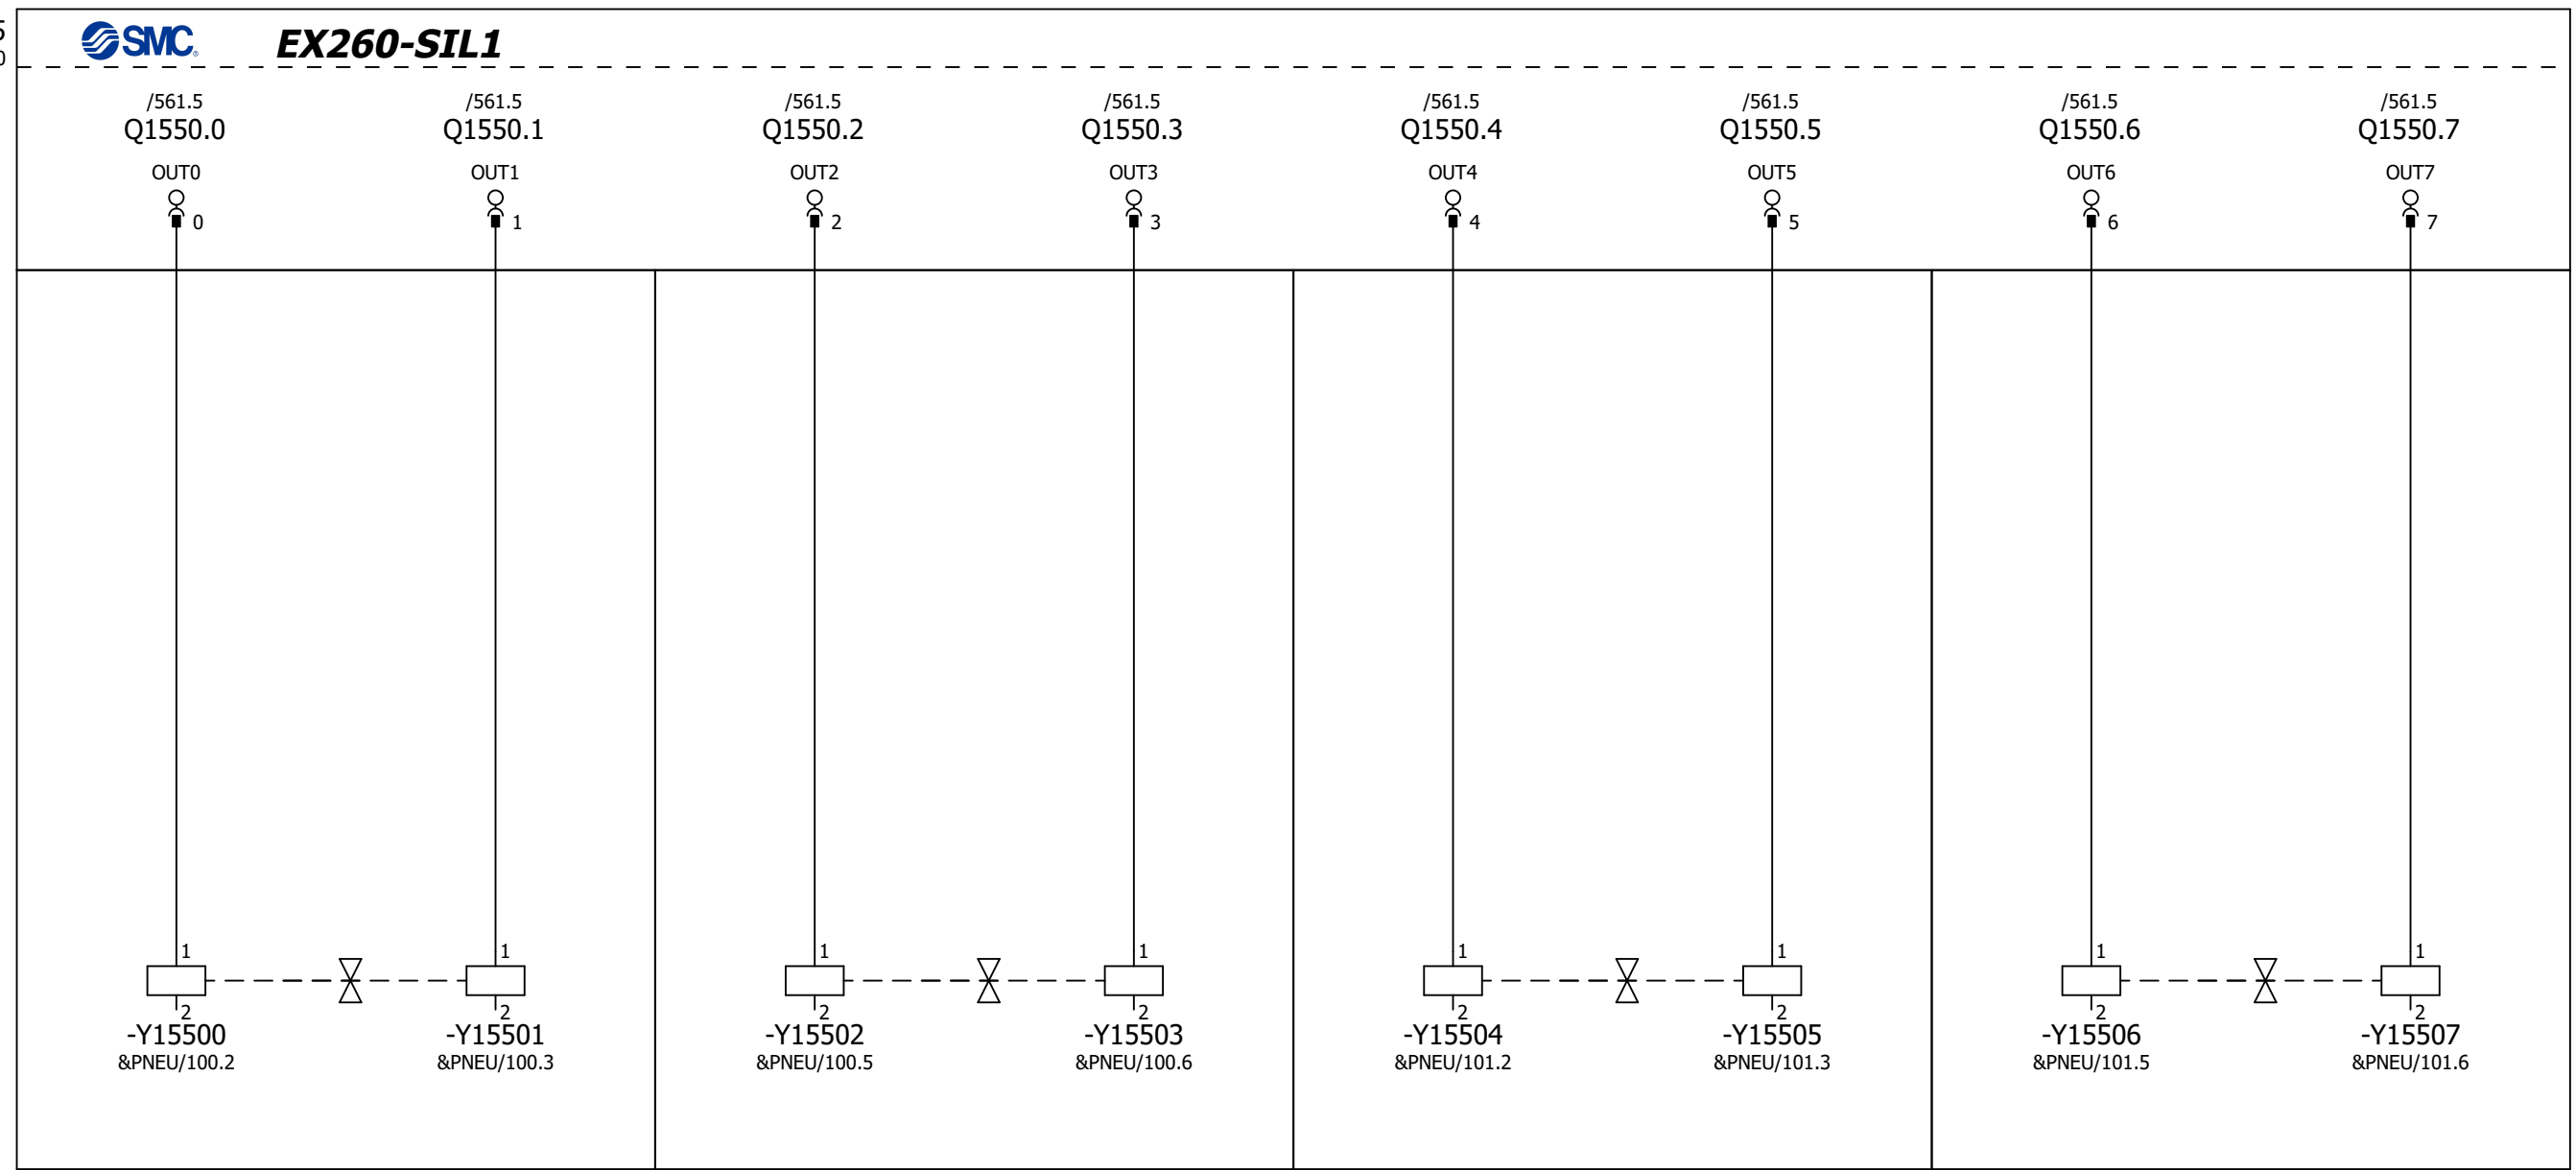 5
0
SMC® EX260-SIL1
/561.5 /561.5 /561.5 /561.5 /561.5 /561.5 /561.5 /561.5
Q1550.0 Q1550.1 Q1550.2 Q1550.3 Q1550.4 Q1550.5 Q1550.6 Q1550.7
OUT0 OUT1 OUT2 OUT3 OUT4 OUT5 OUT6 OUT7
0 1 2 3 4 5 6 7
1 1 1 1 1 1 1 1
2 2 2 2 2 2 2 2
-Y15500 -Y15501 -Y15502 -Y15503 -Y15504 -Y15505 -Y15506 -Y15507
&PNEU/100.2 &PNEU/100.3 &PNEU/100.5 &PNEU/100.6 &PNEU/101.2 &PNEU/101.3 &PNEU/101.5 &PNEU/101.6